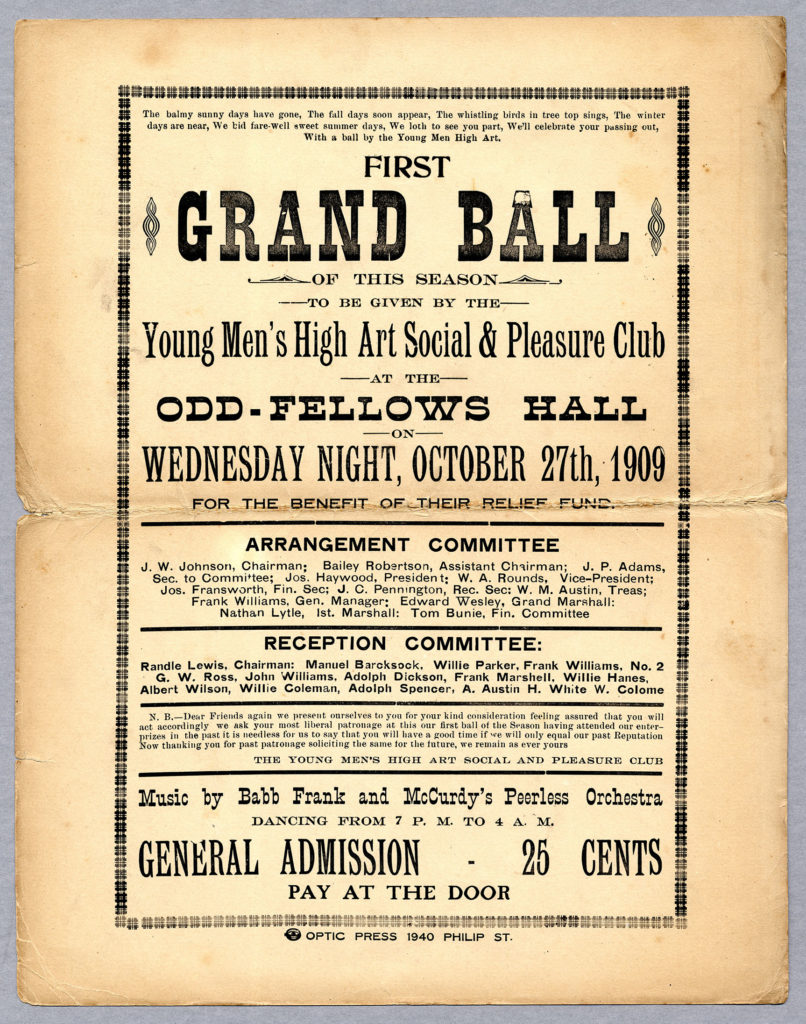 The balmy sunny days have gone, The fall days soon appear, The whistling birds in tree top sings, The winter
days are near, We bid fare-well sweet summer days, We loth to see you part, We'll celebrate your passing out,
With a ball by the Young Men High Art.
FIRST
GRAND BALL
OF THIS SEASON
TO BE GIVEN BY THE
Young Men's High Art Social & Pleasure Club
AT THE
ODD-FELLOWS HALL
ON
WEDNESDAY NIGHT, OCTOBER 27th, 1909
FOR THE BENEFIT OF THEIR RELIEF FUND.
ARRANGEMENT COMMITTEE
J. W. Johnson, Chairman; Bailey Robertson, Assistant Chairman; J. P. Adams,
Sec. to Committee; Jos. Haywood, President; W. A. Rounds, Vice-President;
Jos. Fransworth, Fin. Sec; J. C. Pennington, Rec. Sec: W. M. Austin, Treas;
Frank Williams, Gen. Manager; Edward Wesley, Grand Marshall:
Nathan Lytle, Ist. Marshall: Tom Bunie, Fin. Committee
RECEPTION COMMITTEE:
Randle Lewis, Chairman: Manuel Barcksock, Willie Parker, Frank Williams, No. 2
G. W. Ross, John Williams, Adolph Dickson, Frank Marshell, Willie Hanes,
Albert Wilson, Willie Coleman, Adolph Spencer, A. Austin H. White W. Colome
N. B.—Dear Friends again we present ourselves to you for your kind consideration feeling assured that you will
act accordingly we ask your most liberal patronage at this our first ball of the Season having attended our enter-
prizes in the past it is needless for us to say that you will have a good time if we will only equal our past Reputation
Now thanking you for past patronage soliciting the same for the future, we remain as ever yours
THE YOUNG MEN'S HIGH ART SOCIAL AND PLEASURE CLUB
Music by Babb Frank and McCurdy's Peerless Orchestra
DANCING FROM 7 P. M. TO 4 A. M.
GENERAL ADMISSION - 25 CENTS
PAY AT THE DOOR
OPTIC PRESS 1940 PHILIP ST.